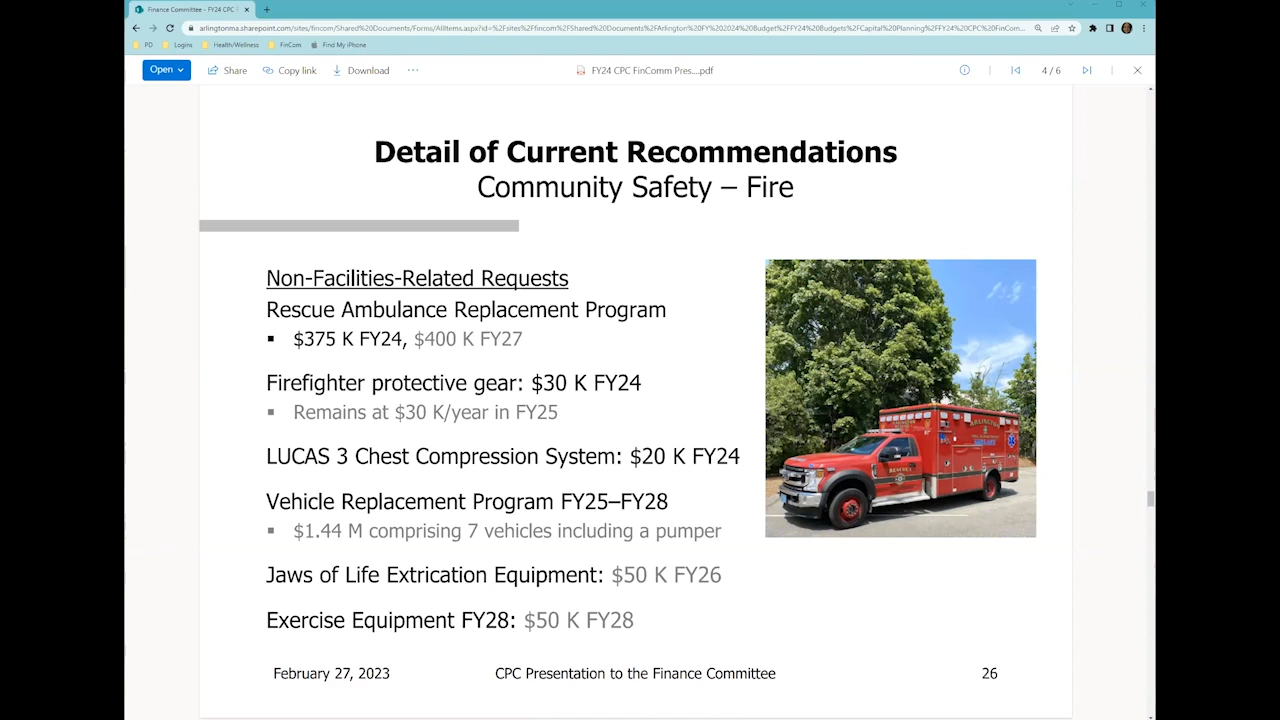 Finance Committee - FY24 CPC F
arlingtonma.sharepoint.com/sites/fincom/Shared%20Documents/Forms/AllItems.aspx?id=%2Fsites%2Ffincom%2FShared%20Documents%2FArlington%20FY%202024%20Budget%2FFY24%20Budgets%2FCapital%20Planning%2FFY24%20CPC%20FinCom...
PD Logins Health/Wellness FinCom Find My iPhone
Open Share Copy link Download ... FY24 CPC FinComm Pres....pdf 4 / 6
Detail of Current Recommendations
Community Safety – Fire
Non-Facilities-Related Requests
Rescue Ambulance Replacement Program
▪ $375 K FY24, $400 K FY27
Firefighter protective gear: $30 K FY24
▪ Remains at $30 K/year in FY25
LUCAS 3 Chest Compression System: $20 K FY24
Vehicle Replacement Program FY25–FY28
▪ $1.44 M comprising 7 vehicles including a pumper
Jaws of Life Extrication Equipment: $50 K FY26
Exercise Equipment FY28: $50 K FY28
ARLINGTON
RESCUE
February 27, 2023 CPC Presentation to the Finance Committee 26